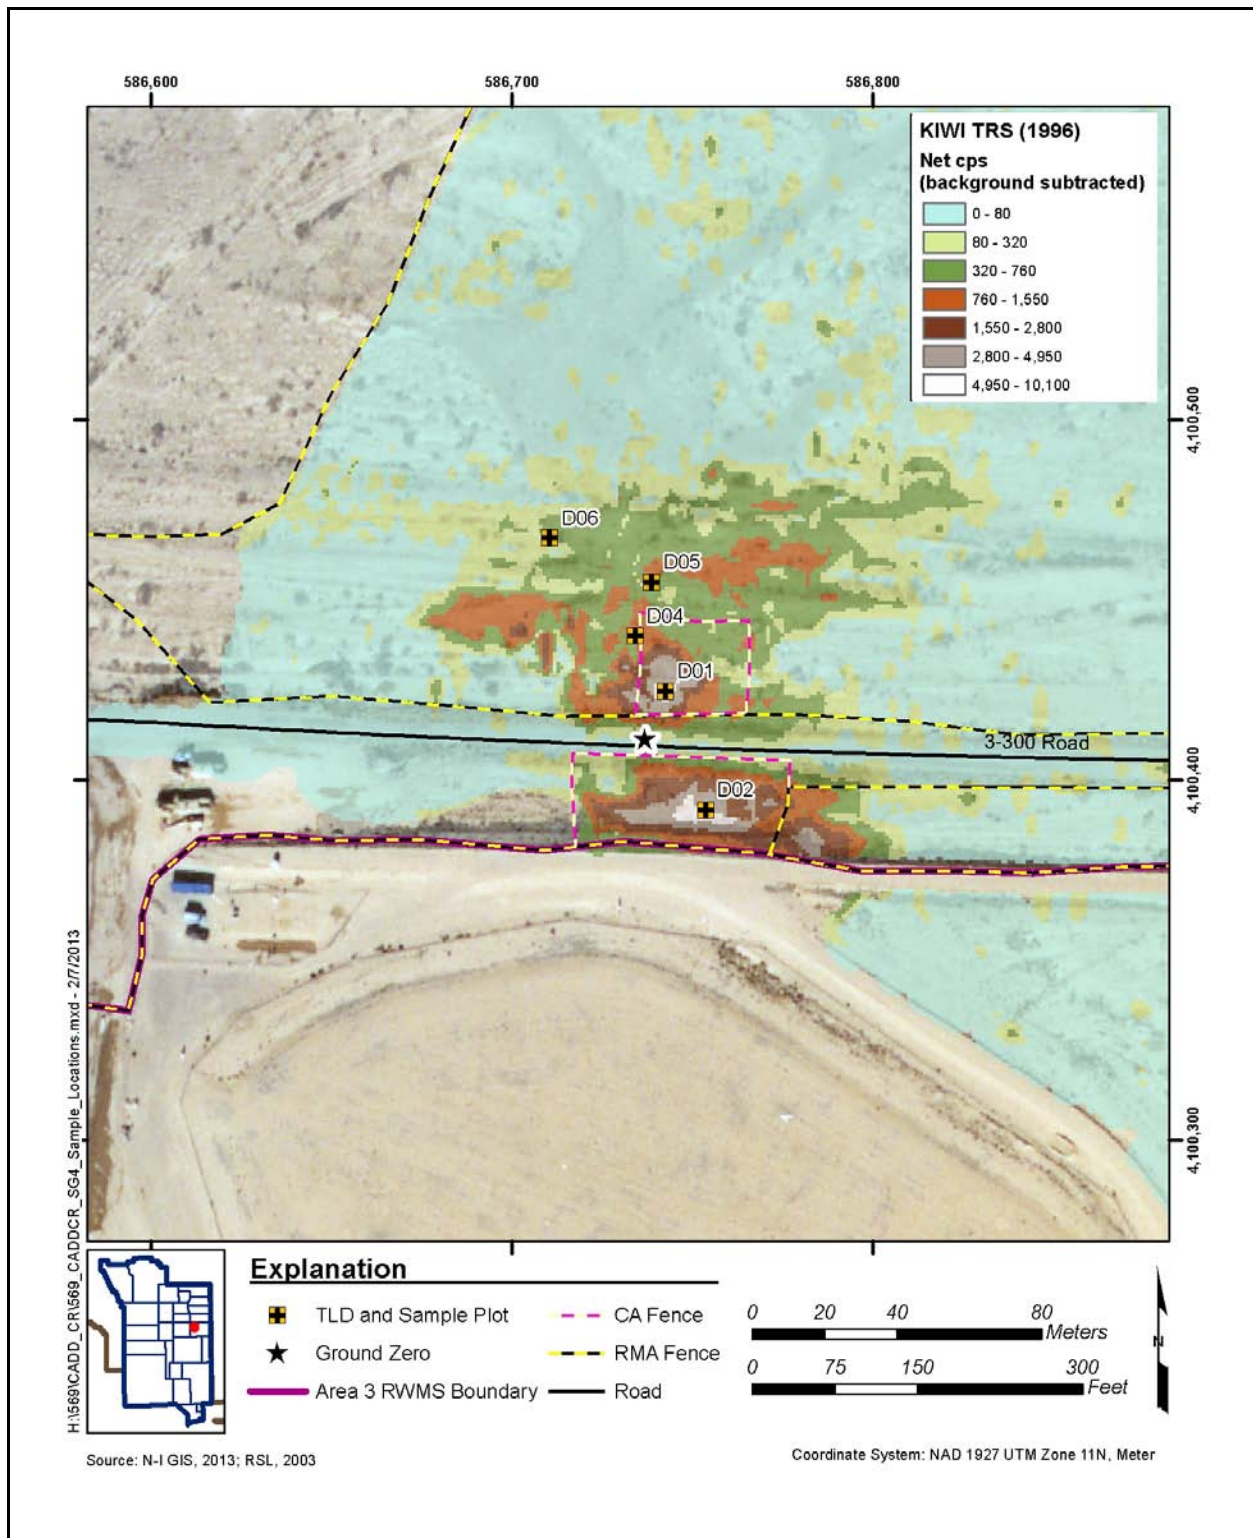 586,600 586,700 586,800
KIWI TRS (1996)
Net cps
(background subtracted)
0 - 80
80 - 320
320 - 760
760 - 1,550
1,550 - 2,800
2,800 - 4,950
4,950 - 10,100
4,100,500
D06
D05
D04
D01
3-300 Road
4,100,400
D02
4,100,300
H:\569\CADD_CR\569_CADDCR_SG4_Sample_Locations.mxd - 2/7/2013
Explanation
TLD and Sample Plot
Ground Zero
Area 3 RWMS Boundary
CA Fence
RMA Fence
Road
0 20 40 80
Meters
0 75 150 300
Feet
N
Source: N-I GIS, 2013; RSL, 2003
Coordinate System: NAD 1927 UTM Zone 11N, Meter